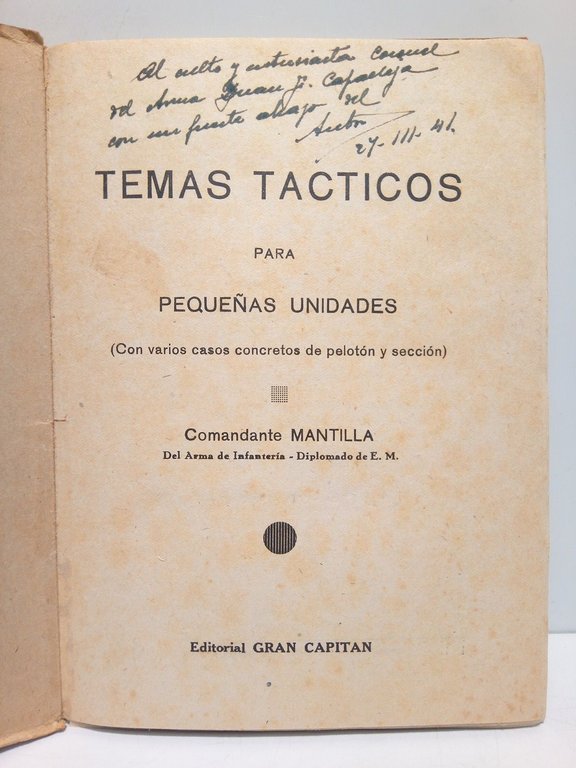 Al culto y entusiasta Coronel
del Arma Juan F. Capalleja
con un fuerte abrazo del
Autor
27-III-41.
TEMAS TACTICOS
PARA
PEQUEÑAS UNIDADES
(Con varios casos concretos de pelotón y sección)
Comandante MANTILLA
Del Arma de Infantería - Diplomado de E. M.
Editorial GRAN CAPITAN